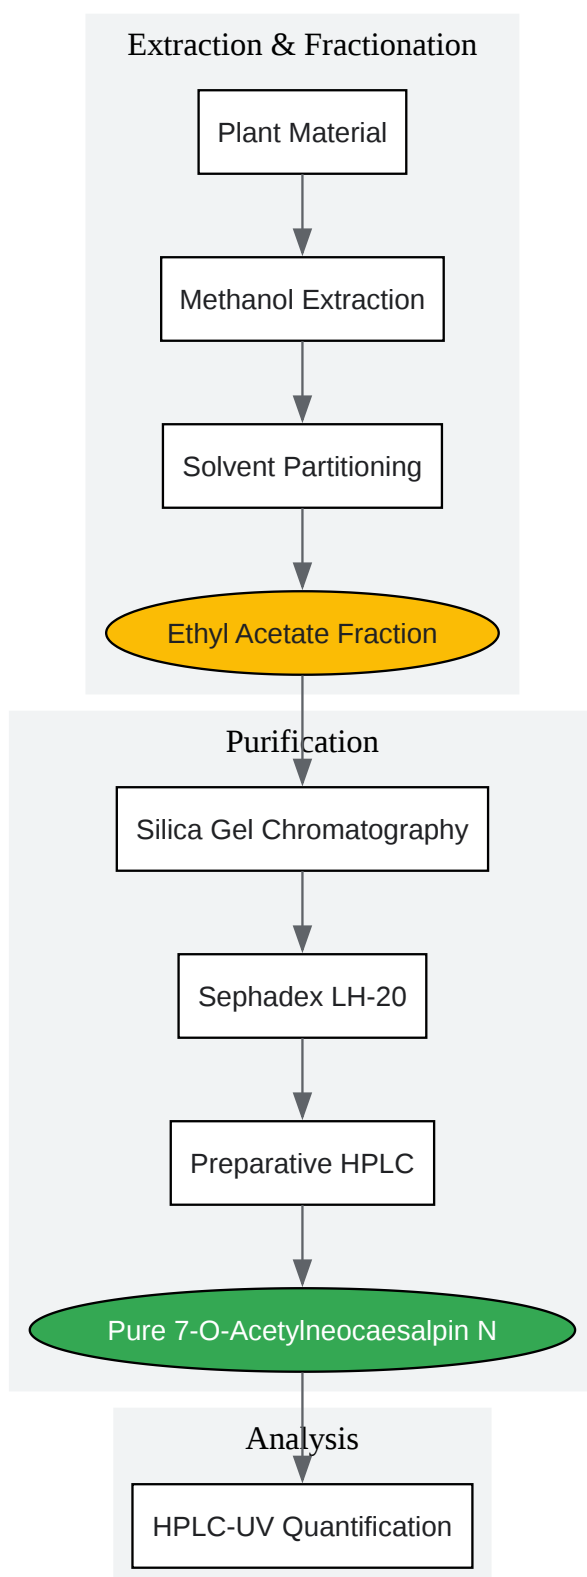 Extraction & Fractionation
Plant Material
Methanol Extraction
Solvent Partitioning
Ethyl Acetate Fraction
Purification
Silica Gel Chromatography
Sephadex LH-20
Preparative HPLC
Pure 7-O-Acetylneocaesalpin N
Analysis
HPLC-UV Quantification